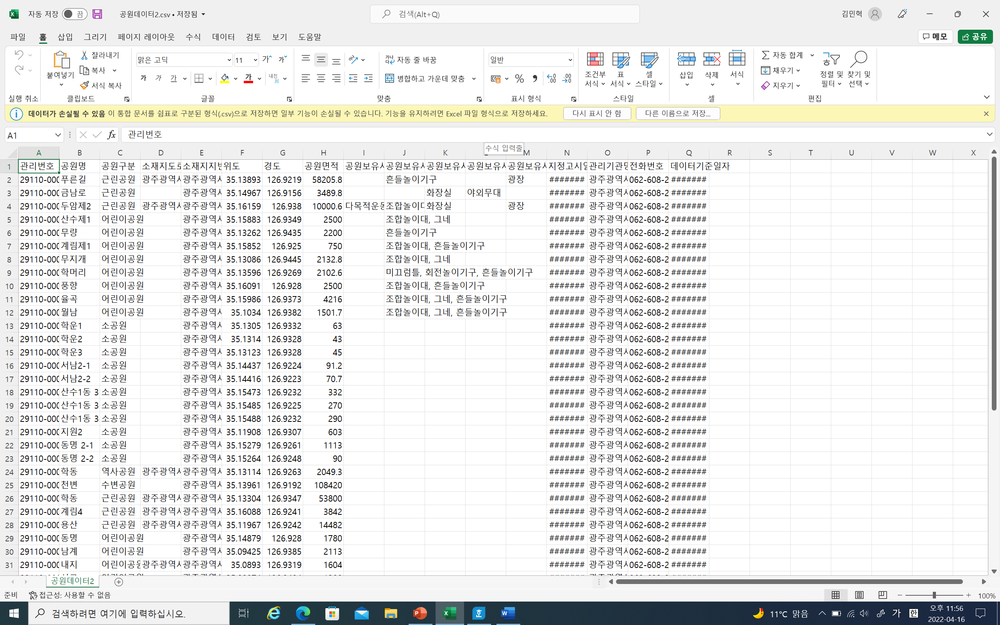 자동 저장 끔 공원데이터2.csv • 저장됨 검색(Alt+Q) 김민혁
파일 홈 삽입 그리기 페이지 레이아웃 수식 데이터 검토 보기 도움말 메모 공유
붙여넣기 잘라내기 복사 서식 복사
맑은 고딕 11 가 가
가 가 가 가 내천
자동 줄 바꿈
병합하고 가운데 맞춤
일반
조건부 서식 표 서식 셀 스타일
삽입 삭제 서식
자동 합계 채우기 지우기
정렬 및 필터 찾기 및 선택
실행 취소 클립보드 글꼴 맞춤 표시 형식 스타일 셀 편집
데이터가 손실될 수 있음 이 통합 문서를 쉼표로 구분된 형식(.csv)으로 저장하면 일부 기능이 손실될 수 있습니다. 기능을 유지하려면 Excel 파일 형식으로 저장하세요. 다시 표시 안 함 다른 이름으로 저장...
A1 fx 관리번호
수식 입력줄
A B C D E F G H I J K M N O P Q R S T U V W X
1 관리번호 공원명 공원구분 소재지도로 소재지지번 위도 경도 공원면적 공원보유시 공원보유시 공원보유시 공원보유시 공원보유시 지정고시일 관리기관명 전화번호 데이터기준일자
2 29110-000 푸른길 근린공원 광주광역시 광주광역시 35.13893 126.9219 58205.8 흔들놀이기구 광장 ####### 광주광역시 062-608-2 #######
3 29110-000 금남로 근린공원 광주광역시 35.14967 126.9156 3489.8 화장실 야외무대 ####### 광주광역시 062-608-2 #######
4 29110-000 두암제2 근린공원 광주광역시 광주광역시 35.16159 126.938 10000.6 다목적운동 조합놀이대 화장실 광장 ####### 광주광역시 062-608-2 #######
5 29110-000 산수제1 어린이공원 광주광역시 35.15883 126.9349 2500 조합놀이대, 그네 ####### 광주광역시 062-608-2 #######
6 29110-000 무량 어린이공원 광주광역시 35.13262 126.9435 2200 흔들놀이기구 ####### 광주광역시 062-608-2 #######
7 29110-000 계림제1 어린이공원 광주광역시 35.15852 126.925 750 조합놀이대, 흔들놀이기구 ####### 광주광역시 062-608-2 #######
8 29110-000 무지개 어린이공원 광주광역시 35.13086 126.9445 2132.8 조합놀이대, 그네 ####### 광주광역시 062-608-2 #######
9 29110-000 학머리 어린이공원 광주광역시 35.13596 126.9269 2102.6 미끄럼틀, 회전놀이기구, 흔들놀이기구 ####### 광주광역시 062-608-2 #######
10 29110-000 풍향 어린이공원 광주광역시 35.16091 126.928 2500 조합놀이대, 흔들놀이기구 ####### 광주광역시 062-608-2 #######
11 29110-000 율곡 어린이공원 광주광역시 35.15986 126.9373 4216 조합놀이대, 그네, 흔들놀이기구 ####### 광주광역시 062-608-2 #######
12 29110-000 월남 어린이공원 광주광역시 35.1034 126.9382 1501.7 조합놀이대, 그네, 흔들놀이기구 ####### 광주광역시 062-608-2 #######
13 29110-000 학운1 소공원 광주광역시 35.1305 126.9332 63 ####### 광주광역시 062-608-2 #######
14 29110-000 학운2 소공원 광주광역시 35.1314 126.9328 43 ####### 광주광역시 062-608-2 #######
15 29110-000 학운3 소공원 광주광역시 35.13123 126.9328 45 ####### 광주광역시 062-608-2 #######
16 29110-000 서남2-1 소공원 광주광역시 35.14437 126.9224 91.2 ####### 광주광역시 062-608-2 #######
17 29110-000 서남2-2 소공원 광주광역시 35.14416 126.9223 70.7 ####### 광주광역시 062-608-2 #######
18 29110-000 산수1동 3 소공원 광주광역시 35.15473 126.9232 332 ####### 광주광역시 062-608-2 #######
19 29110-000 산수1동 3 소공원 광주광역시 35.15485 126.9225 270 ####### 광주광역시 062-608-2 #######
20 29110-000 산수1동 3 소공원 광주광역시 35.15488 126.9232 290 ####### 광주광역시 062-608-2 #######
21 29110-000 지원2 소공원 광주광역시 35.11908 126.9307 603 ####### 광주광역시 062-608-2 #######
22 29110-000 동명 2-1 소공원 광주광역시 35.15279 126.9261 1113 ####### 광주광역시 062-608-2 #######
23 29110-000 동명 2-2 소공원 광주광역시 35.15264 126.9248 90 ####### 광주광역시 062-608-2 #######
24 29110-000 학동 역사공원 광주광역시 광주광역시 35.13114 126.9263 2049.3 ####### 광주광역시 062-608-2 #######
25 29110-000 천변 수변공원 광주광역시 35.13961 126.9192 108420 ####### 광주광역시 062-608-2 #######
26 29110-000 학동 근린공원 광주광역시 광주광역시 35.13304 126.9347 53800 ####### 광주광역시 062-608-2 #######
27 29110-000 계림4 근린공원 광주광역시 광주광역시 35.16088 126.9241 3842 ####### 광주광역시 062-608-2 #######
28 29110-000 용산 근린공원 광주광역시 광주광역시 35.11967 126.9242 14482 ####### 광주광역시 062-608-2 #######
29 29110-000 동명 어린이공원 광주광역시 35.14879 126.928 1780 ####### 광주광역시 062-608-2 #######
30 29110-000 남계 어린이공원 광주광역시 35.09425 126.9385 2113 ####### 광주광역시 062-608-2 #######
31 29110-000 내지 어린이공원 광주광역시 광주광역시 35.0893 126.9319 1604 ####### 광주광역시 062-608-2 #######
공원데이터2
준비 접근성: 사용할 수 없음 100%
검색하려면 여기에 입력하십시오. 11°C 맑음 가 한 오후 11:56
2022-04-16